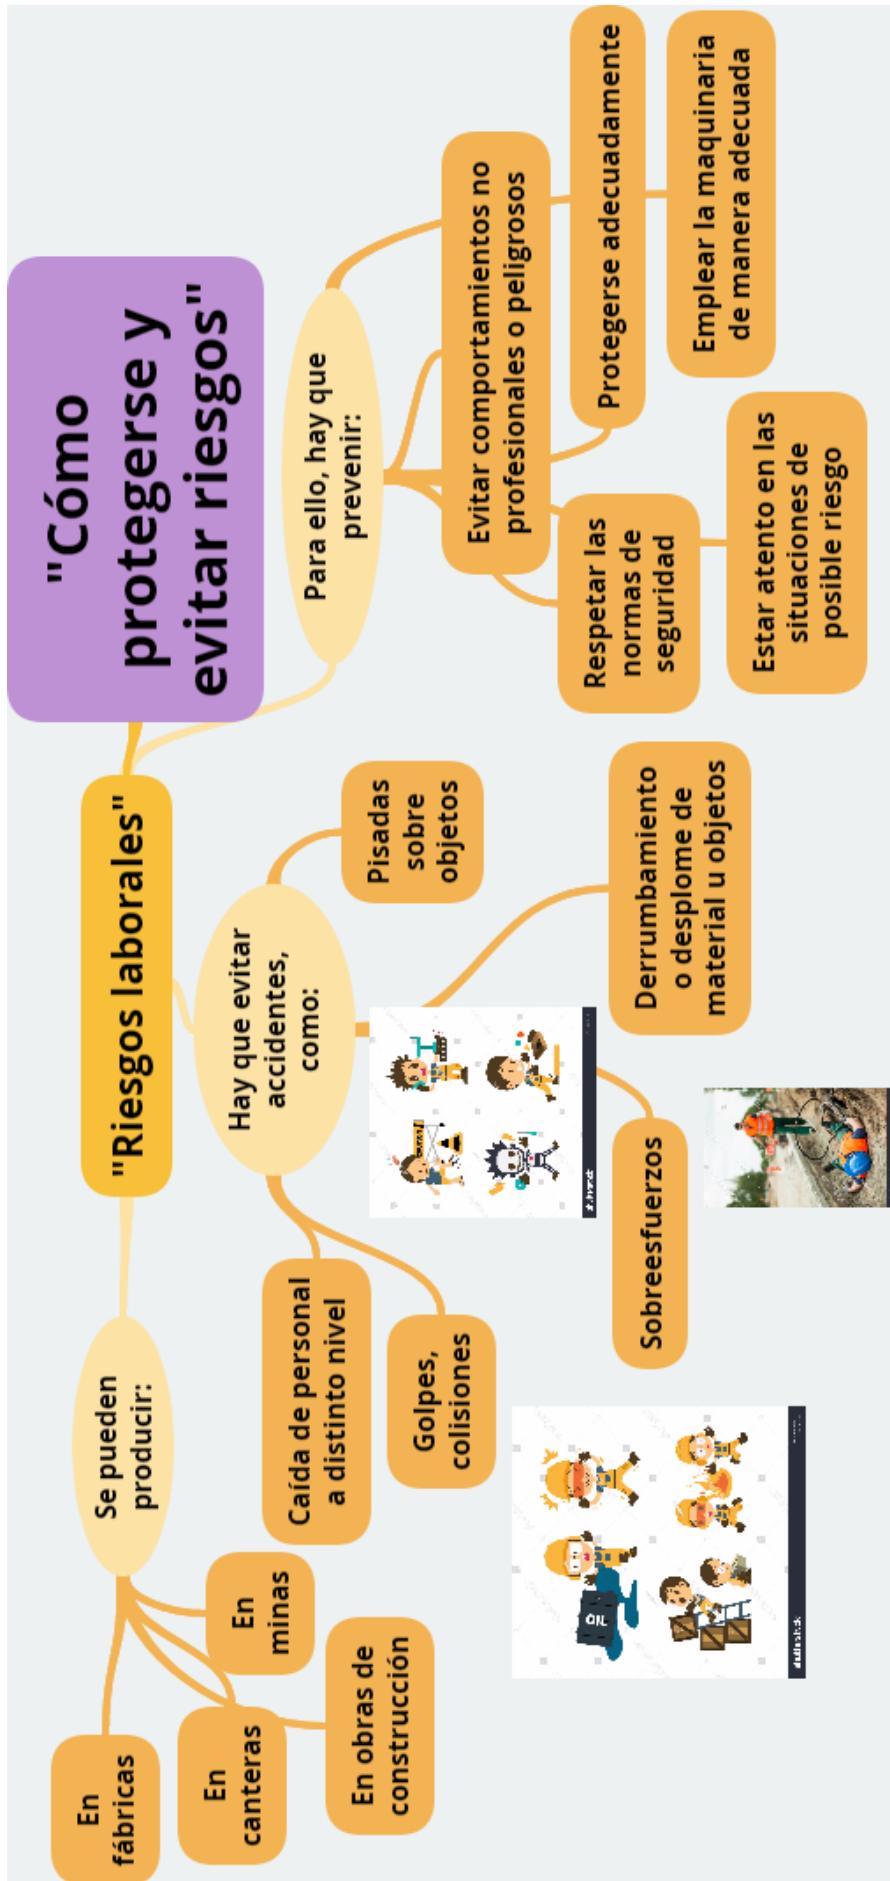 "Cómo
protegerse y
evitar riesgos"
"Riesgos laborales"
Se pueden
producir:
En
fábricas
En
canteras
En
minas
En obras de
construcción
Hay que evitar
accidentes,
como:
Caída de personal
a distinto nivel
Golpes,
colisiones
Sobreesfuerzos
Derrumbamiento
o desplome de
material u objetos
Pisadas
sobre
objetos
Para ello, hay que
prevenir:
Evitar comportamientos no
profesionales o peligrosos
Protegerse adecuadamente
Emplear la maquinaria
de manera adecuada
Respetar las
normas de
seguridad
Estar atento en las
situaciones de
posible riesgo
OIL
shutterstock